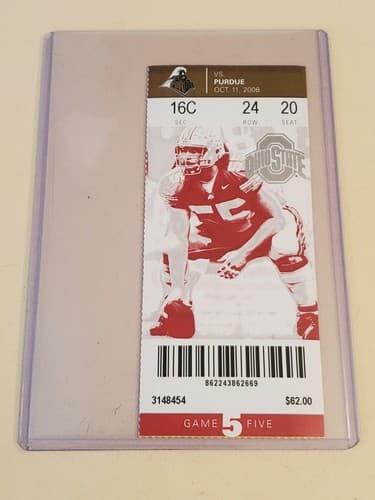 VS.
PURDUE
OCT. 11, 2008
16C 24 20
SEC ROW SEAT
OHIO STATE
55
862243862669
3148454 $62.00
GAME 5 FIVE